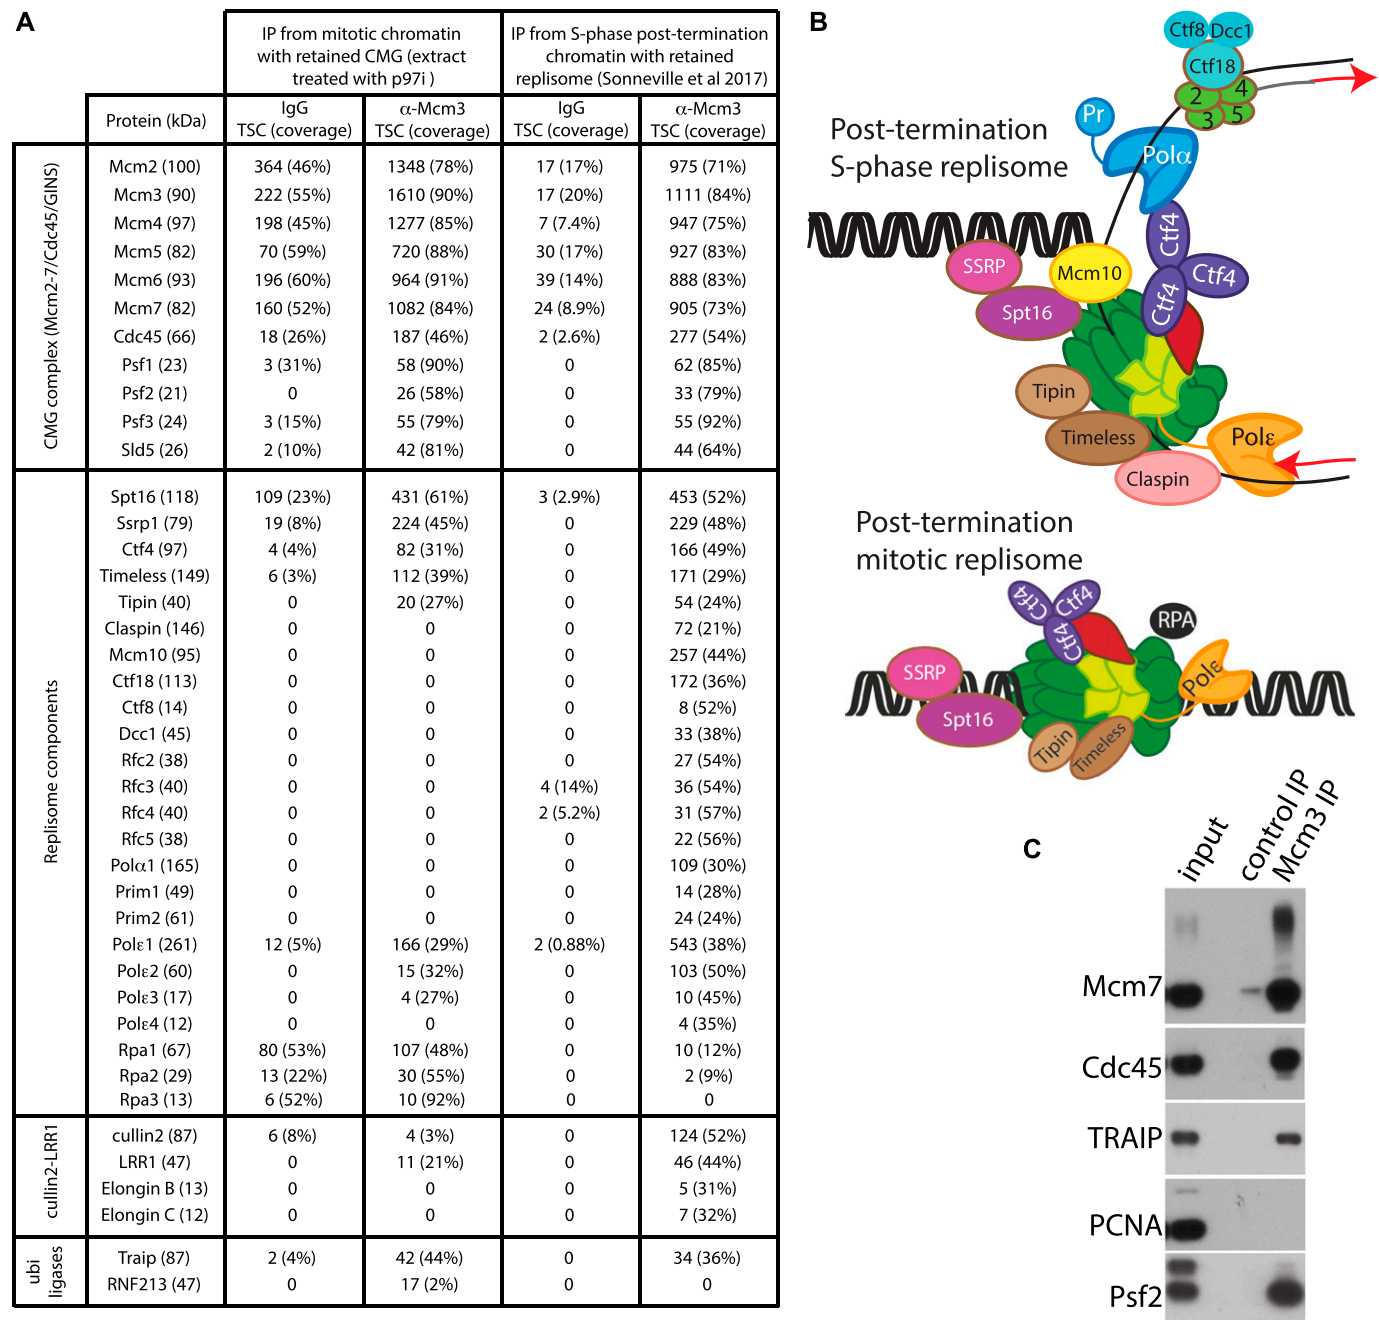 A
IP from mitotic chromatin with retained CMG (extract treated with p97i )
IP from S-phase post-termination chromatin with retained replisome (Sonneville et al 2017)
Protein (kDa)
IgG TSC (coverage)
α-Mcm3 TSC (coverage)
IgG TSC (coverage)
α-Mcm3 TSC (coverage)
CMG complex (Mcm2-7/Cdc45/GINS)
Mcm2 (100) 364 (46%) 1348 (78%) 17 (17%) 975 (71%)
Mcm3 (90) 222 (55%) 1610 (90%) 17 (20%) 1111 (84%)
Mcm4 (97) 198 (45%) 1277 (85%) 7 (7.4%) 947 (75%)
Mcm5 (82) 70 (59%) 720 (88%) 30 (17%) 927 (83%)
Mcm6 (93) 196 (60%) 964 (91%) 39 (14%) 888 (83%)
Mcm7 (82) 160 (52%) 1082 (84%) 24 (8.9%) 905 (73%)
Cdc45 (66) 18 (26%) 187 (46%) 2 (2.6%) 277 (54%)
Psf1 (23) 3 (31%) 58 (90%) 0 62 (85%)
Psf2 (21) 0 26 (58%) 0 33 (79%)
Psf3 (24) 3 (15%) 55 (79%) 0 55 (92%)
Sld5 (26) 2 (10%) 42 (81%) 0 44 (64%)
Replisome components
Spt16 (118) 109 (23%) 431 (61%) 3 (2.9%) 453 (52%)
Ssrp1 (79) 19 (8%) 224 (45%) 0 229 (48%)
Ctf4 (97) 4 (4%) 82 (31%) 0 166 (49%)
Timeless (149) 6 (3%) 112 (39%) 0 171 (29%)
Tipin (40) 0 20 (27%) 0 54 (24%)
Claspin (146) 0 0 0 72 (21%)
Mcm10 (95) 0 0 0 257 (44%)
Ctf18 (113) 0 0 0 172 (36%)
Ctf8 (14) 0 0 0 8 (52%)
Dcc1 (45) 0 0 0 33 (38%)
Rfc2 (38) 0 0 0 27 (54%)
Rfc3 (40) 0 0 4 (14%) 36 (54%)
Rfc4 (40) 0 0 2 (5.2%) 31 (57%)
Rfc5 (38) 0 0 0 22 (56%)
Polα1 (165) 0 0 0 109 (30%)
Prim1 (49) 0 0 0 14 (28%)
Prim2 (61) 0 0 0 24 (24%)
Polε1 (261) 12 (5%) 166 (29%) 2 (0.88%) 543 (38%)
Polε2 (60) 0 15 (32%) 0 103 (50%)
Polε3 (17) 0 4 (27%) 0 10 (45%)
Polε4 (12) 0 0 0 4 (35%)
Rpa1 (67) 80 (53%) 107 (48%) 0 10 (12%)
Rpa2 (29) 13 (22%) 30 (55%) 0 2 (9%)
Rpa3 (13) 6 (52%) 10 (92%) 0 0
cullin2-LRR1
cullin2 (87) 6 (8%) 4 (3%) 0 124 (52%)
LRR1 (47) 0 11 (21%) 0 46 (44%)
Elongin B (13) 0 0 0 5 (31%)
Elongin C (12) 0 0 0 7 (32%)
ubi ligases
Traip (87) 2 (4%) 42 (44%) 0 34 (36%)
RNF213 (47) 0 17 (2%) 0 0
B
Post-termination
S-phase replisome
Ctf8 Dcc1
Ctf18
2 4
3 5
Pr
Polα
Ctf4
Ctf4
Ctf4
SSRP
Mcm10
Spt16
Tipin
Timeless
Claspin
Polε
Post-termination
mitotic replisome
Ctf4
Ctf4
Ctf4
RPA
SSRP
Spt16
Polε
Tipin
Timeless
C
input
control IP
Mcm3 IP
Mcm7
Cdc45
TRAIP
PCNA
Psf2